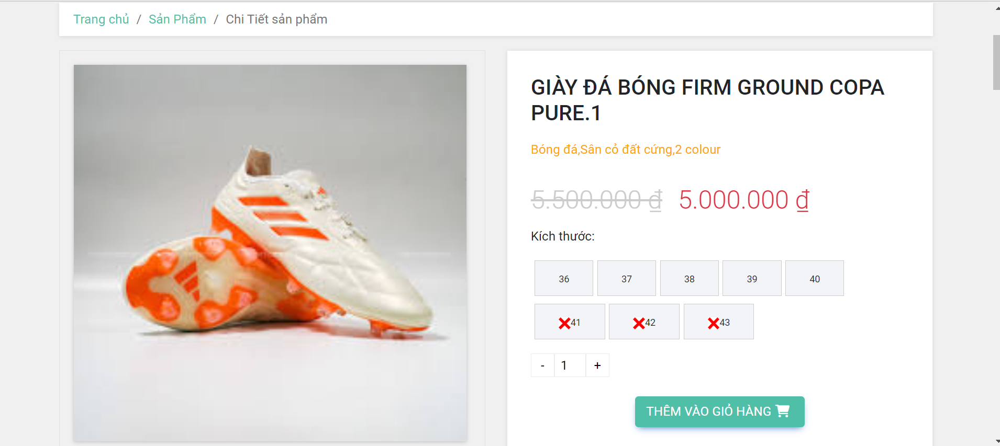 Trang chủ / Sản Phẩm / Chi Tiết sản phẩm
GIÀY ĐÁ BÓNG FIRM GROUND COPA
PURE.1
Bóng đá,Sân cỏ đất cứng,2 colour
5.500.000 ₫ 5.000.000 ₫
Kích thước:
36 37 38 39 40
❌41 ❌42 ❌43
- 1 +
THÊM VÀO GIỎ HÀNG